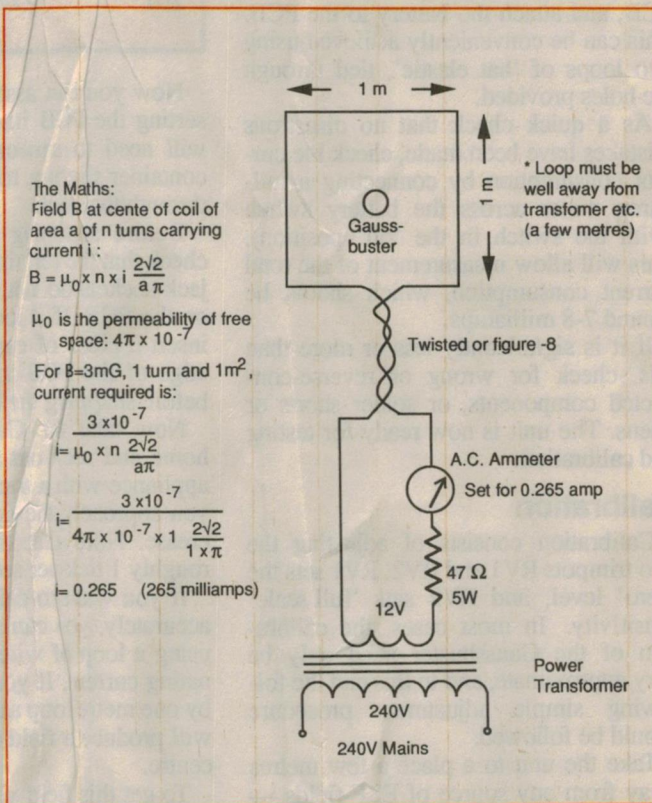 1 m
1 m
* Loop must be
well away rfom
transfomer etc.
(a few metres)
Gauss-
buster
The Maths:
Field B at cente of coil of
area a of n turns carrying
current i :
B = μ0 x n x i 2√2
a π
μ0 is the permeability of free
space: 4π x 10 -7
For B=3mG, 1 turn and 1m2
current required is:
3 x10 -7
i= μ0 x n 2√2
aπ
3 x10 -7
i= 4π x 10 -7 x 1 2√2
1 x π
i= 0.265 (265 milliamps)
Twisted or figure -8
A.C. Ammeter
Set for 0.265 amp
47 Ω
5W
12V
Power
Transformer
240V
240V Mains